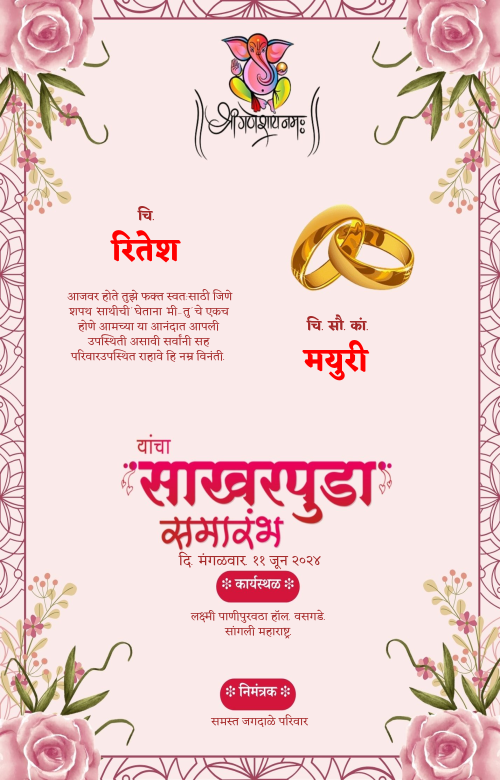 श्री गणेशाय नमः
चि.
रितेश
आजवर होते तुझे फक्त स्वत:साठी जिणे
शपथ साथीची घेताना मी-तु चे एकच
होणे आमच्या या आनंदात आपली
उपस्थिती असावी सर्वांनी सह
परिवारउपस्थित राहावे हि नम्र विनंती.
चि. सौ. कां.
मयुरी
यांचा
साखरपुडा
समारंभ
दि. मंगळवार. ११ जून २०२४
कार्यस्थळ
लक्ष्मी पाणीपुरवठा हॉल. वसगडे.
सांगली महाराष्ट्र.
निमंत्रक
समस्त जगदाळे परिवार